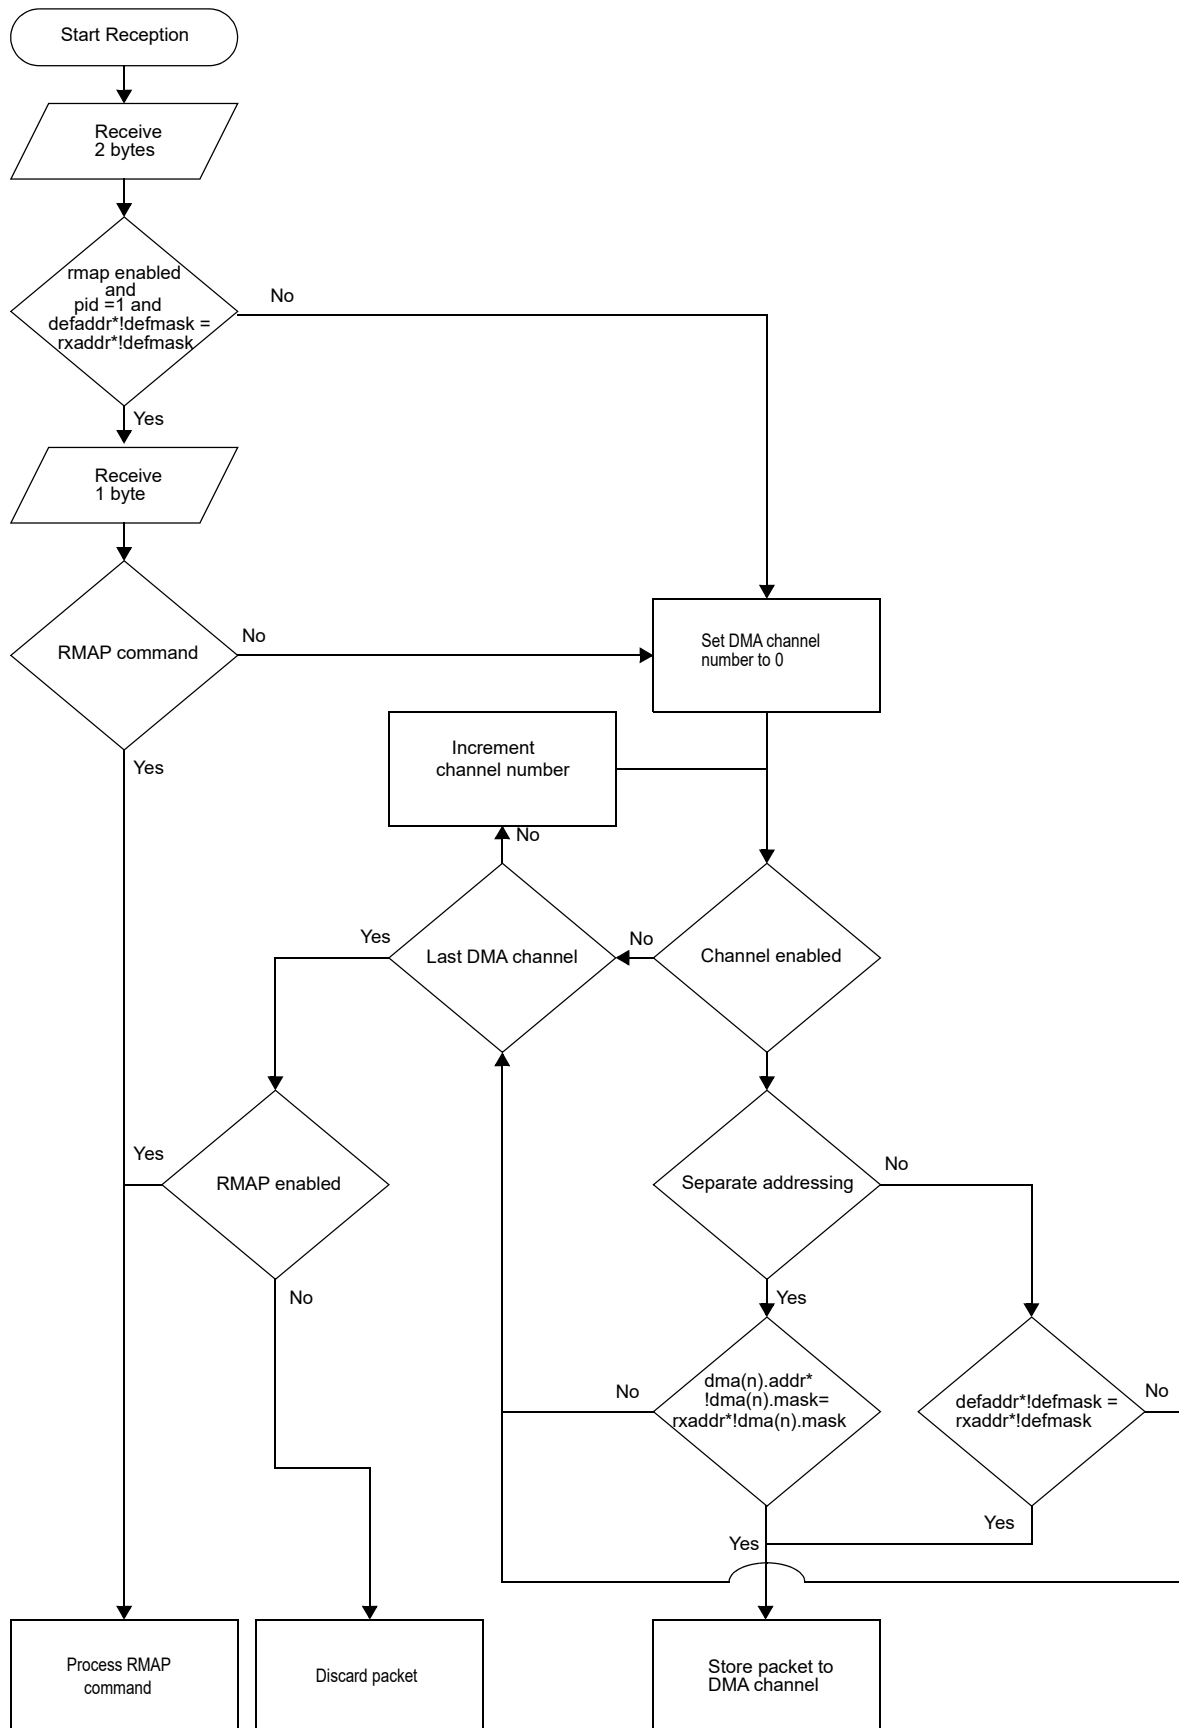 Start Reception
Receive
2 bytes
rmap enabled
and
pid =1 and
defaddr*!defmask =
rxaddr*!defmask
No
Yes
Receive
1 byte
RMAP command
No
Yes
Set DMA channel
number to 0
Increment
channel number
No
Last DMA channel
Yes
No
Channel enabled
Yes
RMAP enabled
No
Separate addressing
No
Yes
dma(n).addr*
!dma(n).mask=
rxaddr*!dma(n).mask
No
Yes
defaddr*!defmask =
rxaddr*!defmask
No
Yes
Process RMAP
command
Discard packet
Store packet to
DMA channel